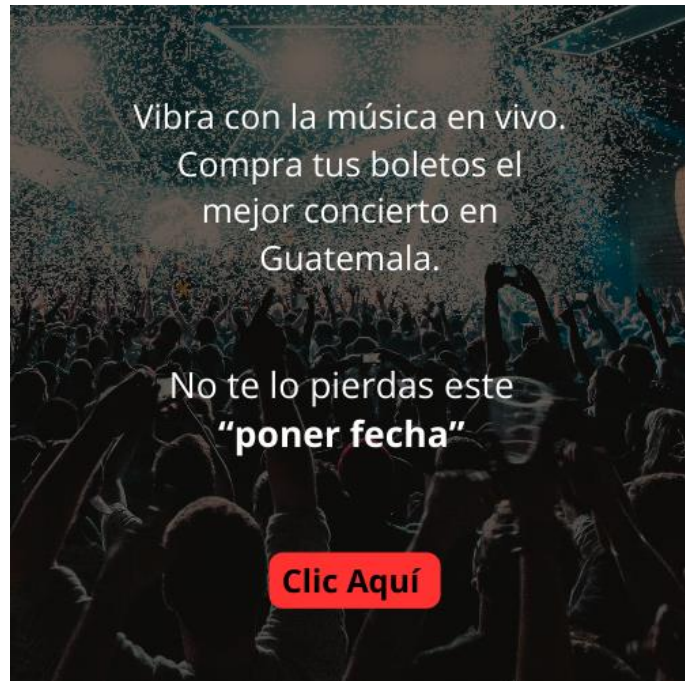 Vibra con la música en vivo.
Compra tus boletos el
mejor concierto en
Guatemala.
No te lo pierdas este
“poner fecha”
Clic Aquí